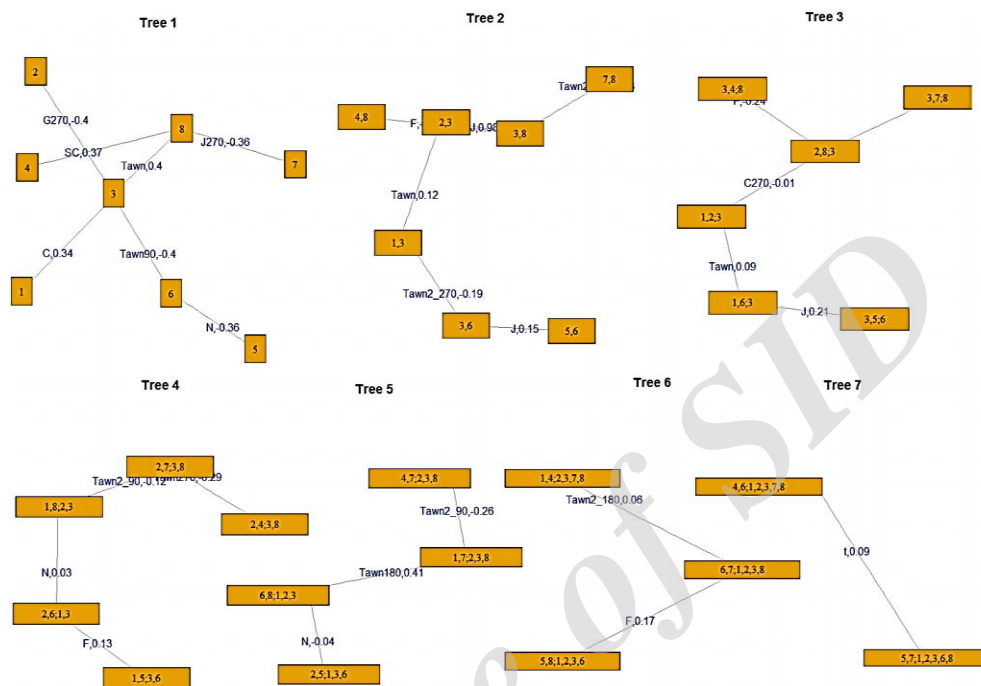 Tree 1
2
G270,-0.4
8
SC,0.37
J270,-0.36
4
Tawn,0.4
7
3
C,0.34
Tawn90,-0.4
1
6
N,-0.36
5
Tree 2
7,8
4,8
2,3
3,8
Tawn,0.12
1,3
Tawn2_270,-0.19
3,6
J,0.15
5,6
Tree 3
3,4;8
3,7;8
2,8;3
C270,-0.01
1,2;3
Tawn,0.09
1,6;3
J,0.21
3,5;6
Tree 4
2,7;3,8
Tawn2_90,-0.12
1,8;2,3
2,4;3,8
N,0.03
2,6;1,3
F,0.13
1,5;3,6
Tree 5
4,7;2,3,8
Tawn2_90,-0.26
1,7;2,3,8
Tawn180,0.41
6,8;1,2,3
N,-0.04
2,5;1,3,6
Tree 6
1,4;2,3,7,8
Tawn2_180,0.06
6,7;1,2,3,8
F,0.17
5,8;1,2,3,6
Tree 7
4,6;1,2,3,7,8
t,0.09
5,7;1,2,3,6,8
of SID